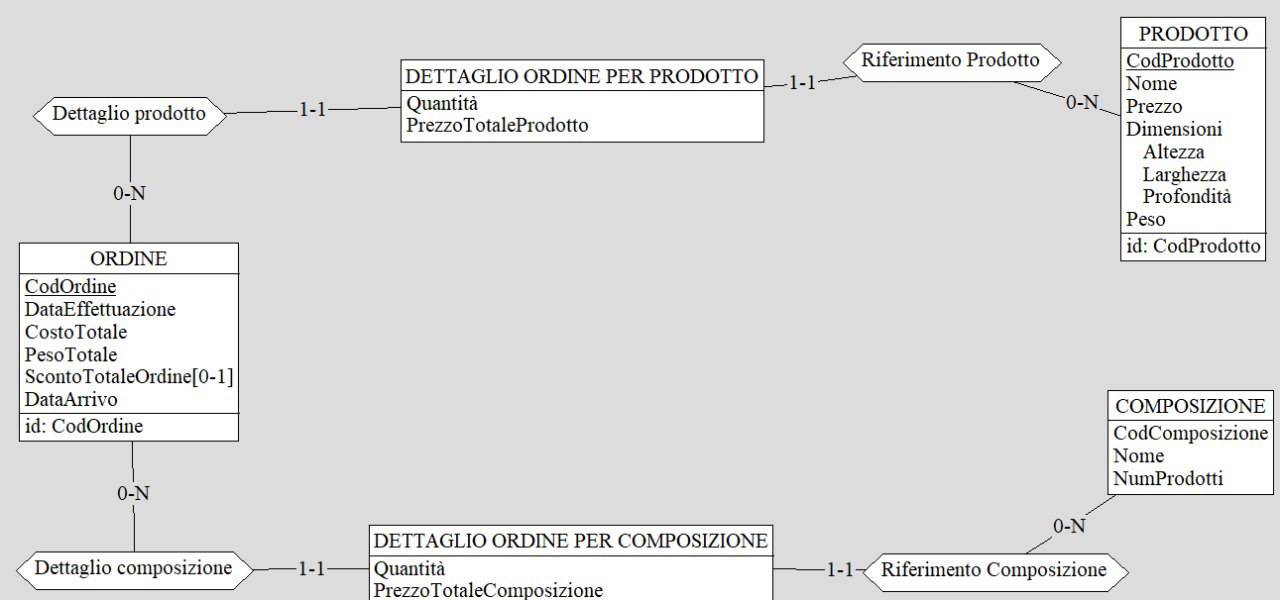 PRODOTTO
CodProdotto
Nome
Prezzo
Dimensioni
Altezza
Larghezza
Profondità
Peso
id: CodProdotto
Riferimento Prodotto
0-N
1-1
DETTAGLIO ORDINE PER PRODOTTO
Quantità
PrezzoTotaleProdotto
1-1
Dettaglio prodotto
0-N
ORDINE
CodOrdine
DataEffettuazione
CostoTotale
PesoTotale
ScontoTotaleOrdine[0-1]
DataArrivo
id: CodOrdine
0-N
Dettaglio composizione
1-1
DETTAGLIO ORDINE PER COMPOSIZIONE
Quantità
PrezzoTotaleComposizione
1-1
Riferimento Composizione
0-N
COMPOSIZIONE
CodComposizione
Nome
NumProdotti